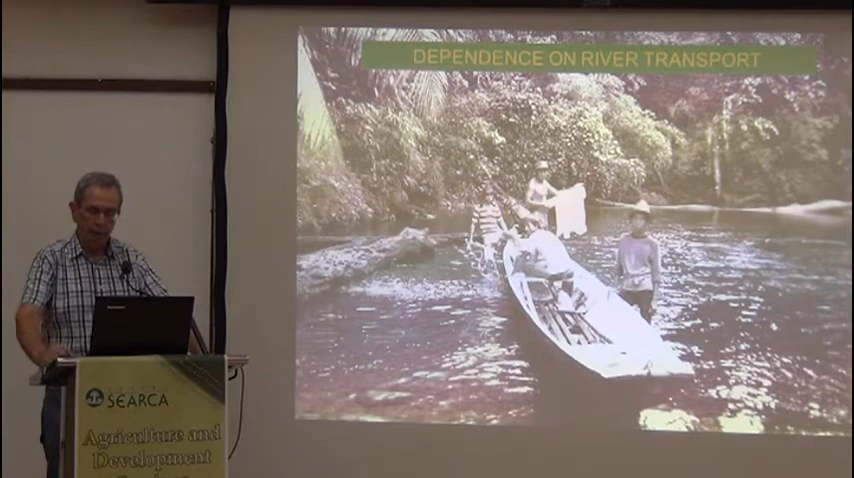 DEPENDENCE ON RIVER TRANSPORT
SEARCA
Agriculture and
Development